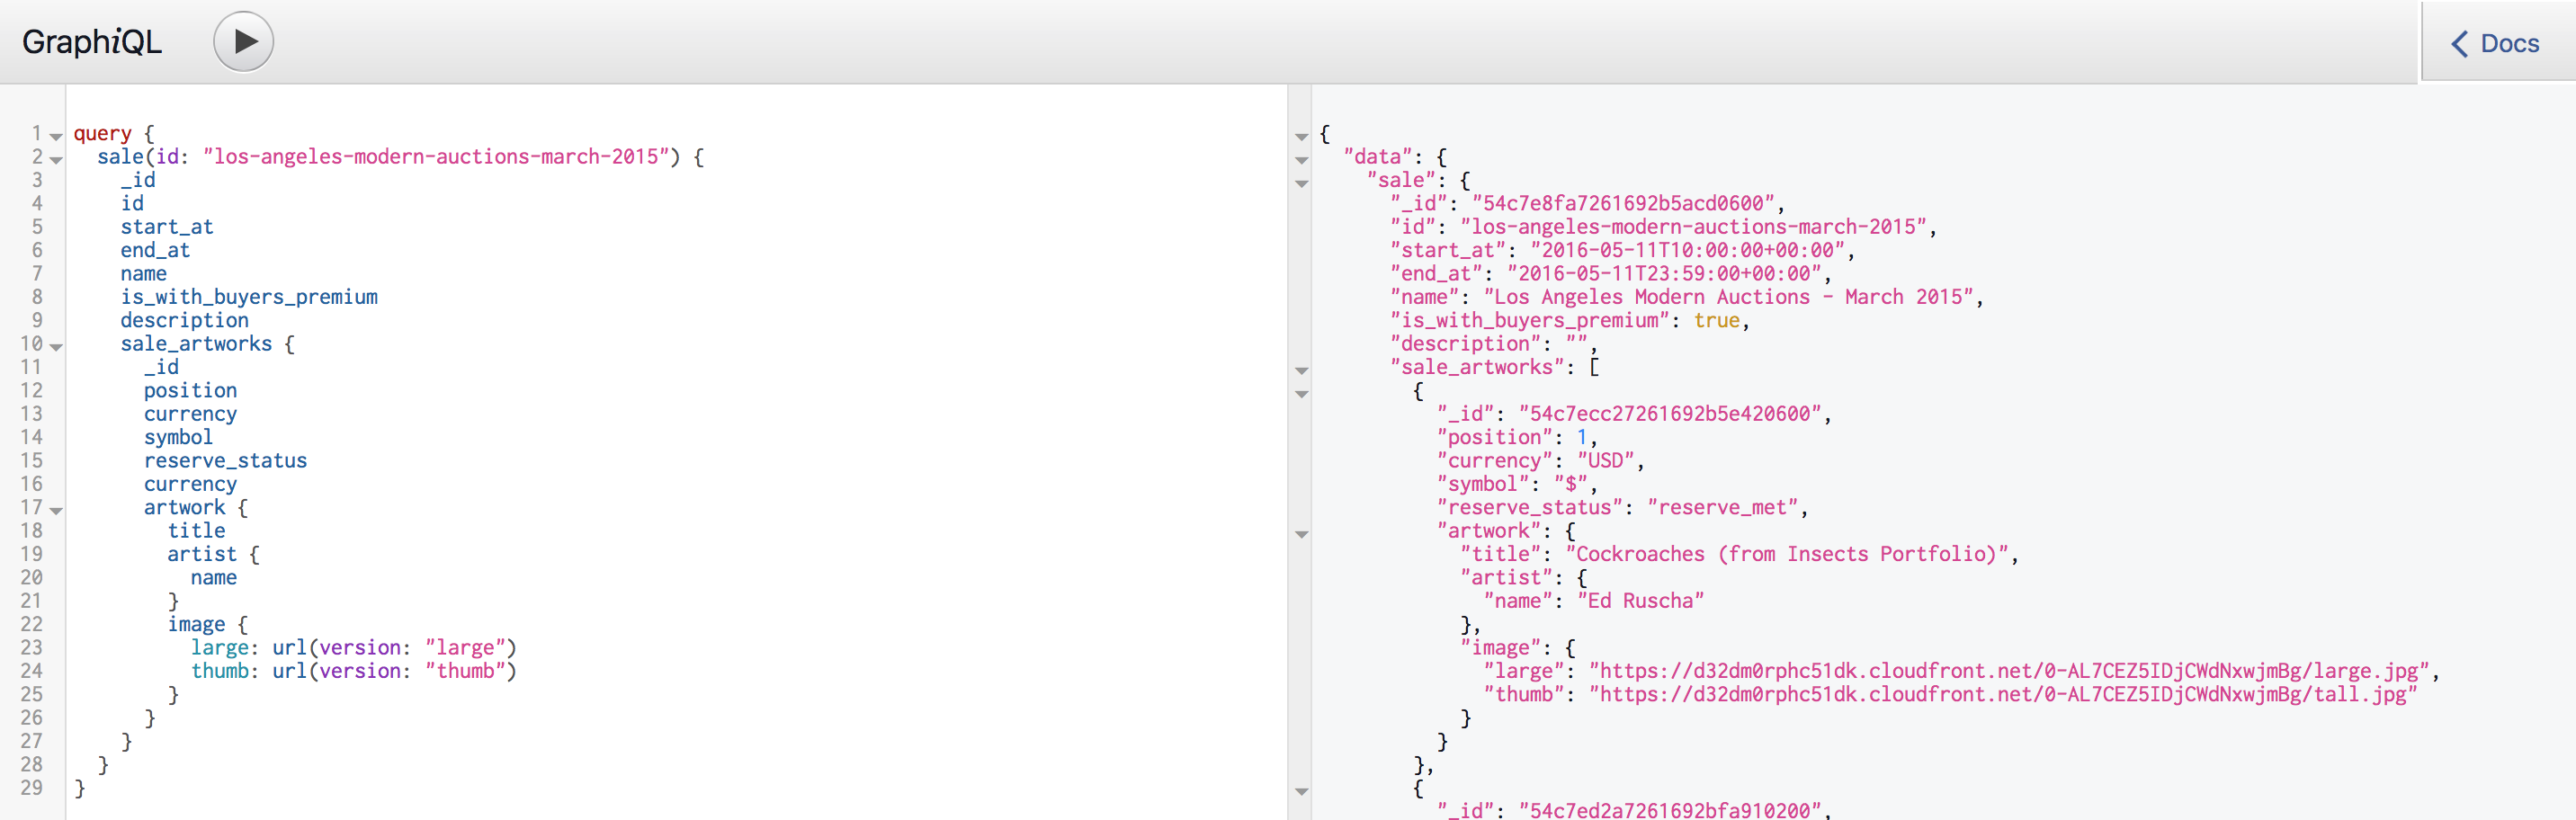 GraphiQL
Docs
1 query {
2 sale(id: "los-angeles-modern-auctions-march-2015") {
3 _id
4 id
5 start_at
6 end_at
7 name
8 is_with_buyers_premium
9 description
10 sale_artworks {
11 _id
12 position
13 currency
14 symbol
15 reserve_status
16 currency
17 artwork {
18 title
19 artist {
20 name
21 }
22 image {
23 large: url(version: "large")
24 thumb: url(version: "thumb")
25 }
26 }
27 }
28 }
29 }
{
"data": {
"sale": {
"_id": "54c7e8fa7261692b5acd0600",
"id": "los-angeles-modern-auctions-march-2015",
"start_at": "2016-05-11T10:00:00+00:00",
"end_at": "2016-05-11T23:59:00+00:00",
"name": "Los Angeles Modern Auctions - March 2015",
"is_with_buyers_premium": true,
"description": "",
"sale_artworks": [
{
"_id": "54c7ecc27261692b5e420600",
"position": 1,
"currency": "USD",
"symbol": "$",
"reserve_status": "reserve_met",
"artwork": {
"title": "Cockroaches (from Insects Portfolio)",
"artist": {
"name": "Ed Ruscha"
},
"image": {
"large": "https://d32dm0rphc51dk.cloudfront.net/0-AL7CEZ5IDjCWdNxwjmBg/large.jpg",
"thumb": "https://d32dm0rphc51dk.cloudfront.net/0-AL7CEZ5IDjCWdNxwjmBg/tall.jpg"
}
}
},
{
"_id": "54c7ed2a7261692bfa910200",